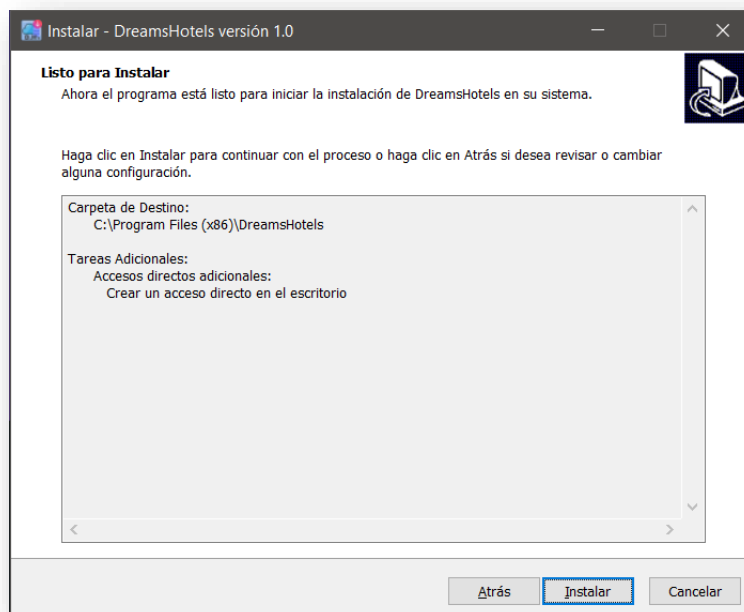 Instalar - DreamsHotels versión 1.0
Listo para Instalar
Ahora el programa está listo para iniciar la instalación de DreamsHotels en su sistema.
Haga clic en Instalar para continuar con el proceso o haga clic en Atrás si desea revisar o cambiar
alguna configuración.
Carpeta de Destino:
C:\Program Files (x86)\DreamsHotels
Tareas Adicionales:
Accesos directos adicionales:
Crear un acceso directo en el escritorio
Atrás
Instalar
Cancelar